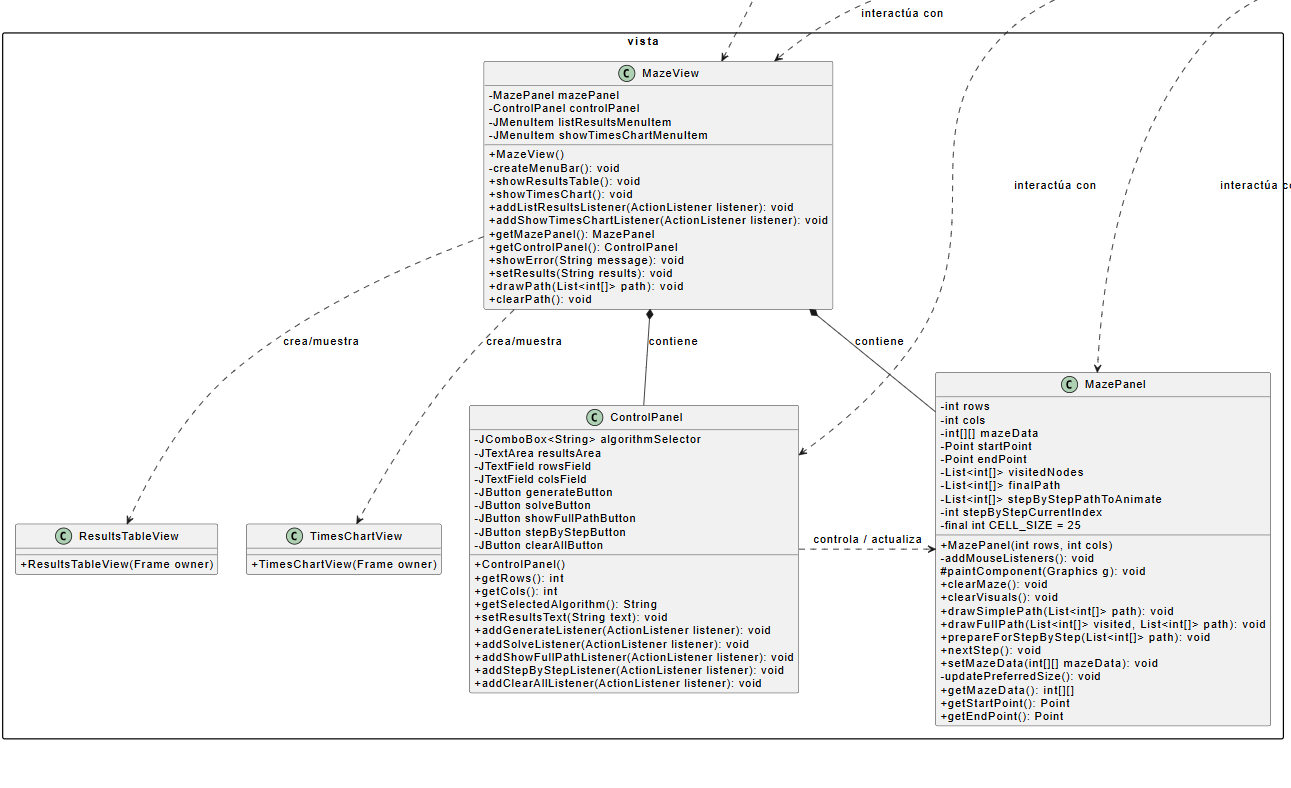 interactúa con
vista
C MazeView
-MazePanel mazePanel
-ControlPanel controlPanel
-JMenuItem listResultsMenuItem
-JMenuItem showTimesChartMenuItem
+MazeView()
-createMenuBar(): void
+showResultsTable(): void
+showTimesChart(): void
+addListResultsListener(ActionListener listener): void
+addShowTimesChartListener(ActionListener listener): void
+getMazePanel(): MazePanel
+getControlPanel(): ControlPanel
+showError(String message): void
+setResults(String results): void
+drawPath(List<int[]> path): void
+clearPath(): void
interactúa con
interactúa c
crea/muestra
crea/muestra
contiene
contiene
C ControlPanel
-JComboBox<String> algorithmSelector
-JTextArea resultsArea
-JTextField rowsField
-JTextField colsField
-JButton generateButton
-JButton solveButton
-JButton showFullPathButton
-JButton stepByStepButton
-JButton clearAllButton
+ControlPanel()
+getRows(): int
+getCols(): int
+getSelectedAlgorithm(): String
+setResultsText(String text): void
+addGenerateListener(ActionListener listener): void
+addSolveListener(ActionListener listener): void
+addShowFullPathListener(ActionListener listener): void
+addStepByStepListener(ActionListener listener): void
+addClearAllListener(ActionListener listener): void
C MazePanel
-int rows
-int cols
-int[][] mazeData
-Point startPoint
-Point endPoint
-List<int[]> visitedNodes
-List<int[]> finalPath
-List<int[]> stepByStepPathToAnimate
-int stepByStepCurrentIndex
-final int CELL_SIZE = 25
+MazePanel(int rows, int cols)
-addMouseListeners(): void
#paintComponent(Graphics g): void
+clearMaze(): void
+clearVisuals(): void
+drawSimplePath(List<int[]> path): void
+drawFullPath(List<int[]> visited, List<int[]> path): void
+prepareForStepByStep(List<int[]> path): void
+nextStep(): void
+setMazeData(int[][] mazeData): void
-updatePreferredSize(): void
+getMazeData(): int[][]
+getStartPoint(): Point
+getEndPoint(): Point
controla / actualiza
C ResultsTableView
+ResultsTableView(Frame owner)
C TimesChartView
+TimesChartView(Frame owner)